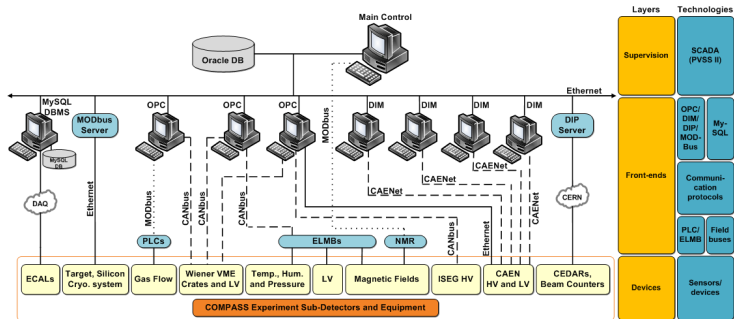 Main Control
Layers
Technologies
Oracle DB
Supervision
SCADA
(PVSS II)
Ethernet
MySQL
DBMS
MODbus
Server
OPC
OPC
OPC
MODbus
DIM
DIM
DIM
DIM
DIP
Server
MySQL
DB
OPC/
DIM/
DIP/
MOD-
Bus
My-
SQL
Front-ends
Communi-
cation
protocols
PLC/
ELMB
Field
buses
DAQ
Ethernet
MODbus
CANbus
CANbus
CANbus
CAENet
CAENet
CAENet
CAENet
CANbus
Ethernet
CERN
PLCs
ELMBs
NMR
ECALs
Target, Silicon
Cryo. system
Gas Flow
Wiener VME
Crates and LV
Temp., Hum.
and Pressure
LV
Magnetic Fields
ISEG HV
CAEN
HV and LV
CEDARs,
Beam Counters
Devices
Sensors/
devices
COMPASS Experiment Sub-Detectors and Equipment